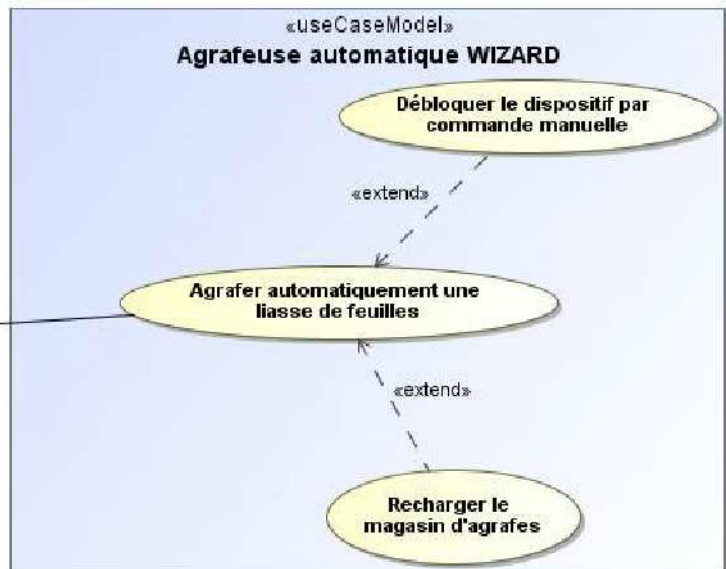 «useCaseModel»
Agrafeuse automatique WIZARD
Débloquer le dispositif par
commande manuelle
«extend»
Agrafer automatiquement une
liasse de feuilles
«extend»
Recharger le
magasin d'agrafes